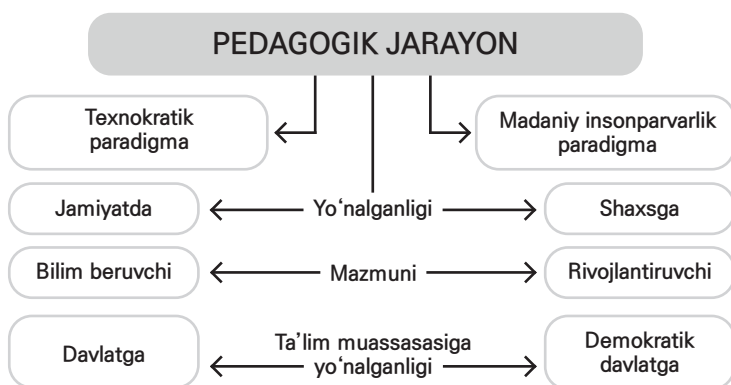 PEDAGOGIK JARAYON
Texnokratik
paradigma
Madaniy insonparvarlik
paradigma
Jamiyatda
Yo‘nalganligi
Shaxsga
Bilim beruvchi
Mazmuni
Rivojlantiruvchi
Davlatga
Ta’lim muassasasiga
yo‘nalganligi
Demokratik
davlatga